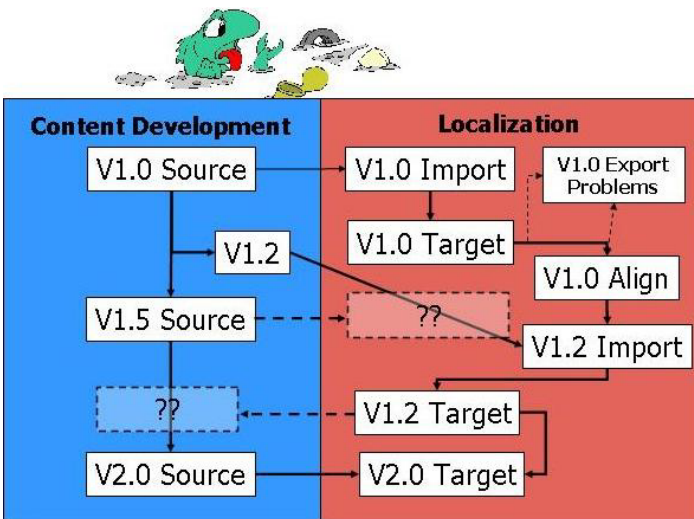 Content Development
Localization
V1.0 Source
V1.0 Import
V1.0 Export
Problems
V1.0 Target
V1.2
V1.0 Align
V1.5 Source
??
V1.2 Import
??
V1.2 Target
V2.0 Source
V2.0 Target